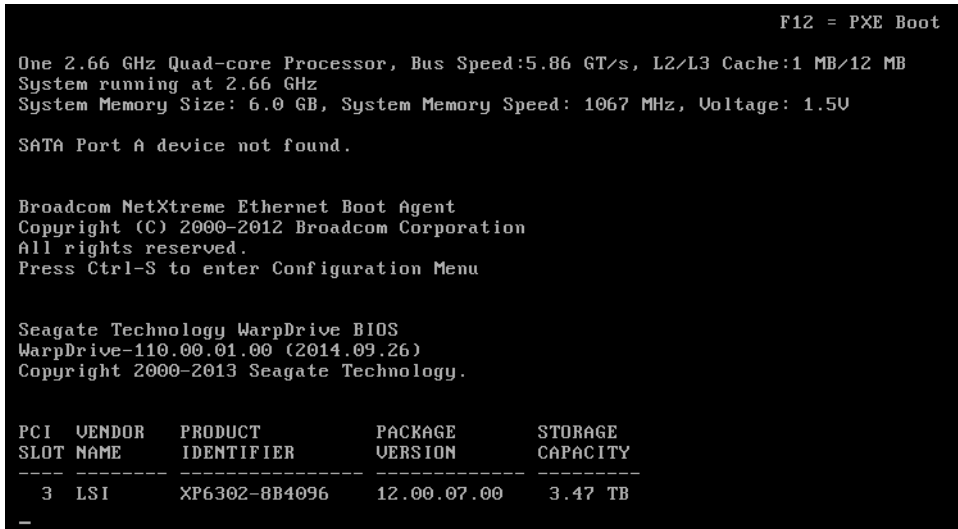 F12 = PXE Boot
One 2.66 GHz Quad-core Processor, Bus Speed:5.86 GT/s, L2/L3 Cache:1 MB/12 MB
System running at 2.66 GHz
System Memory Size: 6.0 GB, System Memory Speed: 1067 MHz, Voltage: 1.5V
SATA Port A device not found.
Broadcom NetXtreme Ethernet Boot Agent
Copyright (C) 2000-2012 Broadcom Corporation
All rights reserved.
Press Ctrl-S to enter Configuration Menu
Seagate Technology WarpDrive BIOS
WarpDrive-110.00.01.00 (2014.09.26)
Copyright 2000-2013 Seagate Technology.
PCI  VENDOR   PRODUCT          PACKAGE       STORAGE
SLOT NAME     IDENTIFIER       VERSION       CAPACITY
---- -------- ---------------- ------------- ---------
3  LSI      XP6302-8B4096    12.00.07.00    3.47 TB
_